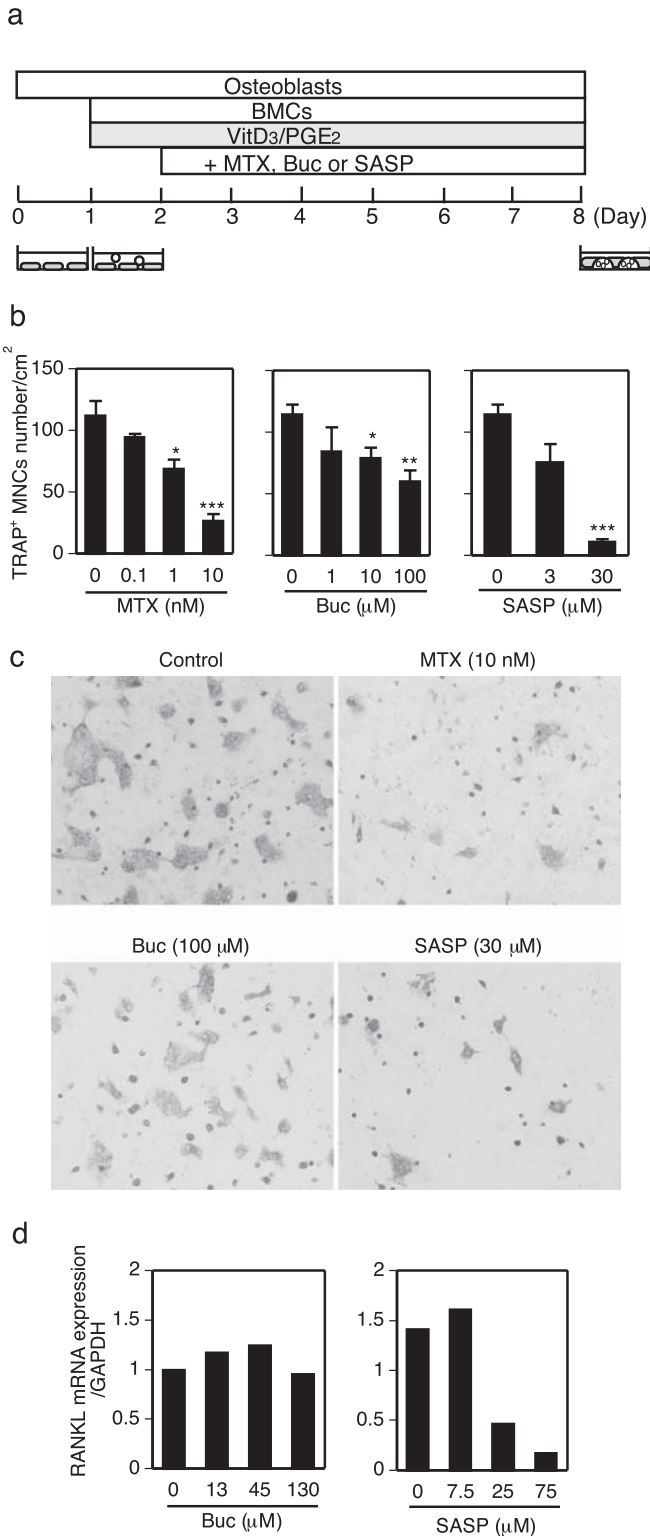 a
Osteoblasts
BMCs
VitD3/PGE2
+ MTX, Buc or SASP
0 1 2 3 4 5 6 7 8 (Day)
b
TRAP+ MNCs number/cm2
150
100
50
0
* ***
* **
***
0 0.1 1 10
MTX (nM)
0 1 10 100
Buc (μM)
0 3 30
SASP (μM)
c
Control
MTX (10 nM)
Buc (100 μM)
SASP (30 μM)
d
RANKL mRNA expression
/GAPDH
2
1.5
1
0.5
0
0 13 45 130
Buc (μM)
2
1.5
1
0.5
0
0 7.5 25 75
SASP (μM)